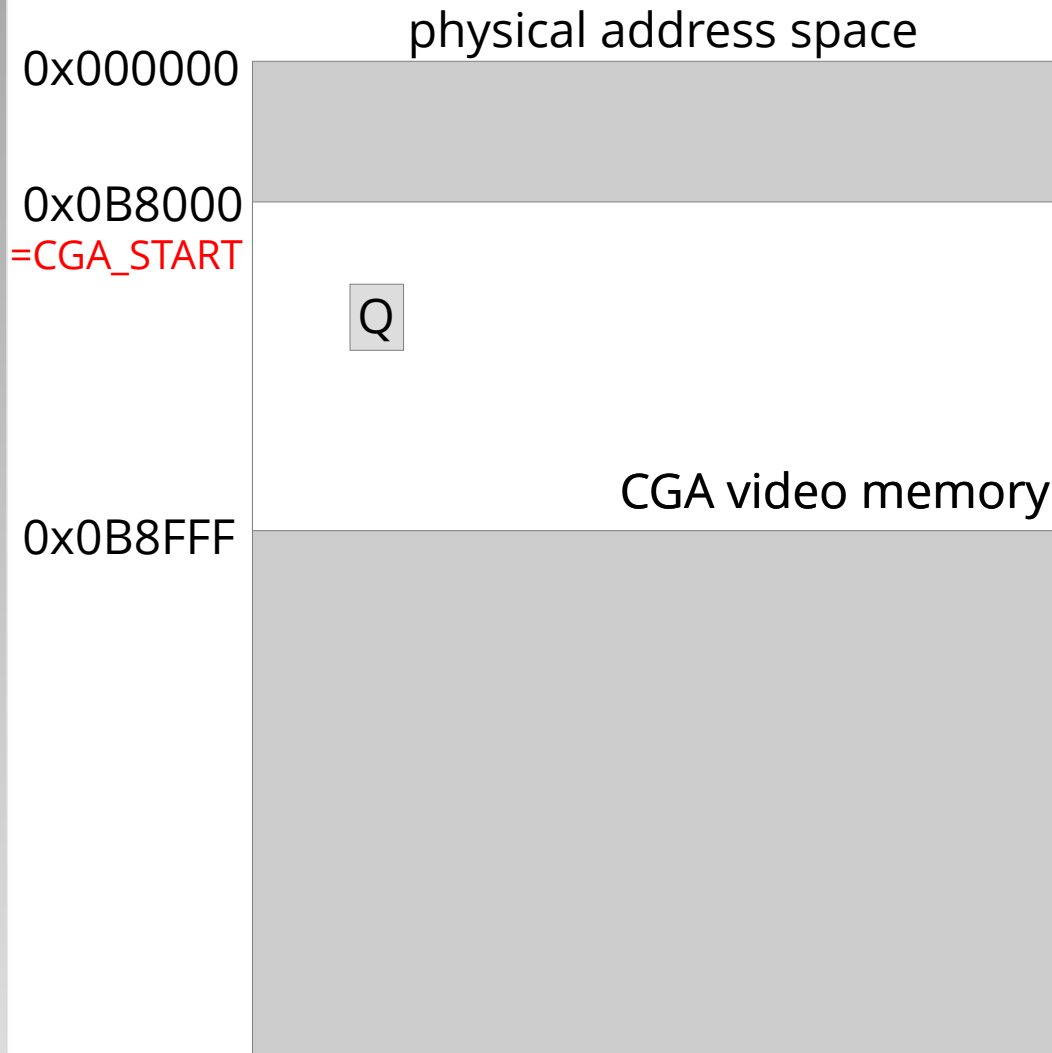 physical address space
0x000000
0x0B8000
=CGA_START
Q
CGA video memory
0x0B8FFF